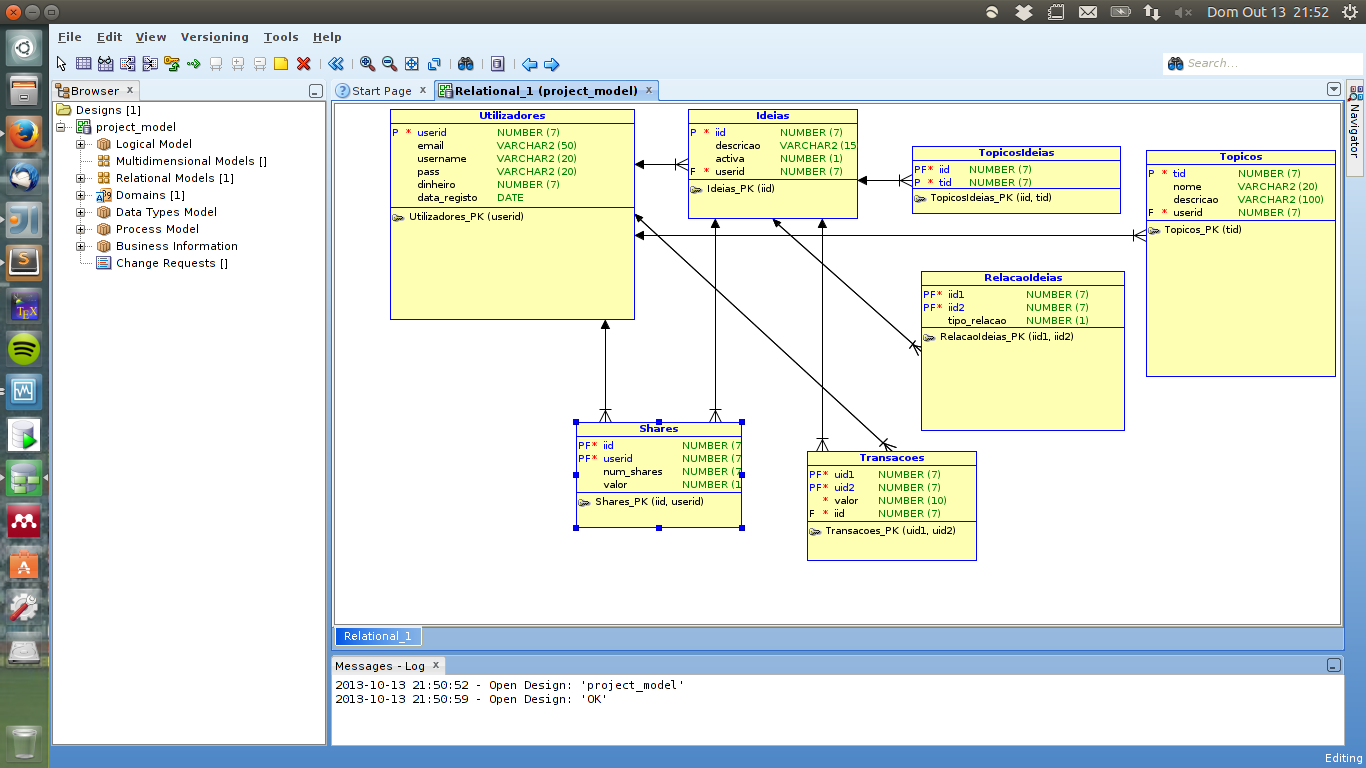 Dom Out 13 21:52
File Edit View Versioning Tools Help
Search...
Browser x
Designs [1]
project_model
Logical Model
Multidimensional Models []
Relational Models [1]
Domains [1]
Data Types Model
Process Model
Business Information
Change Requests []
Start Page x Relational_1 (project_model) x
Navigator
Utilizadores
P * userid NUMBER (7)
email VARCHAR2 (50)
username VARCHAR2 (20)
pass VARCHAR2 (20)
dinheiro NUMBER (7)
data_registo DATE
Utilizadores_PK (userid)
Ideias
P * iid NUMBER (7)
descricao VARCHAR2 (15
activa NUMBER (1)
F * userid NUMBER (7)
Ideias_PK (iid)
TopicosIdeias
PF* iid NUMBER (7)
P * tid NUMBER (7)
TopicosIdeias_PK (iid, tid)
Topicos
P * tid NUMBER (7)
nome VARCHAR2 (20)
descricao VARCHAR2 (100)
F * userid NUMBER (7)
Topicos_PK (tid)
RelacaoIdeias
PF* iid1 NUMBER (7)
PF* iid2 NUMBER (7)
tipo_relacao NUMBER (1)
RelacaoIdeias_PK (iid1, iid2)
Shares
PF* iid NUMBER (7
PF* userid NUMBER (7
num_shares NUMBER (7
valor NUMBER (1
Shares_PK (iid, userid)
Transacoes
PF* uid1 NUMBER (7)
PF* uid2 NUMBER (7)
* valor NUMBER (10)
F * iid NUMBER (7)
Transacoes_PK (uid1, uid2)
Relational_1
Messages - Log x
2013-10-13 21:50:52 - Open Design: 'project_model'
2013-10-13 21:50:59 - Open Design: 'OK'
Editing